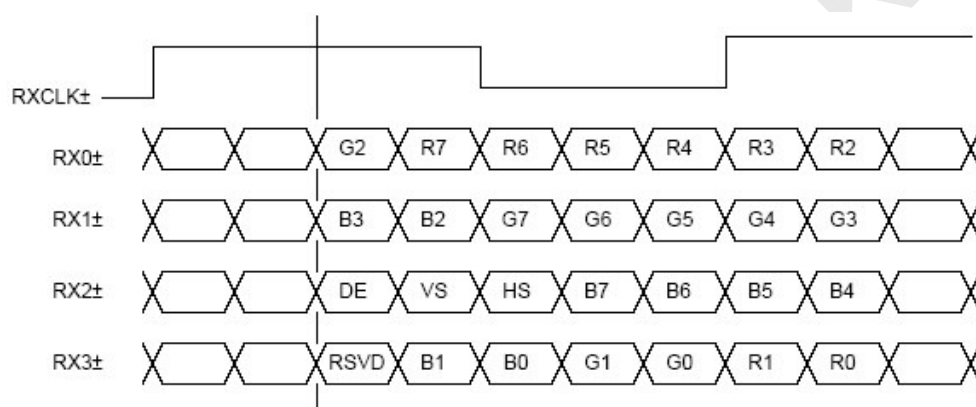 RXCLK±
RX0± G2 R7 R6 R5 R4 R3 R2
RX1± B3 B2 G7 G6 G5 G4 G3
RX2± DE VS HS B7 B6 B5 B4
RX3± RSVD B1 B0 G1 G0 R1 R0